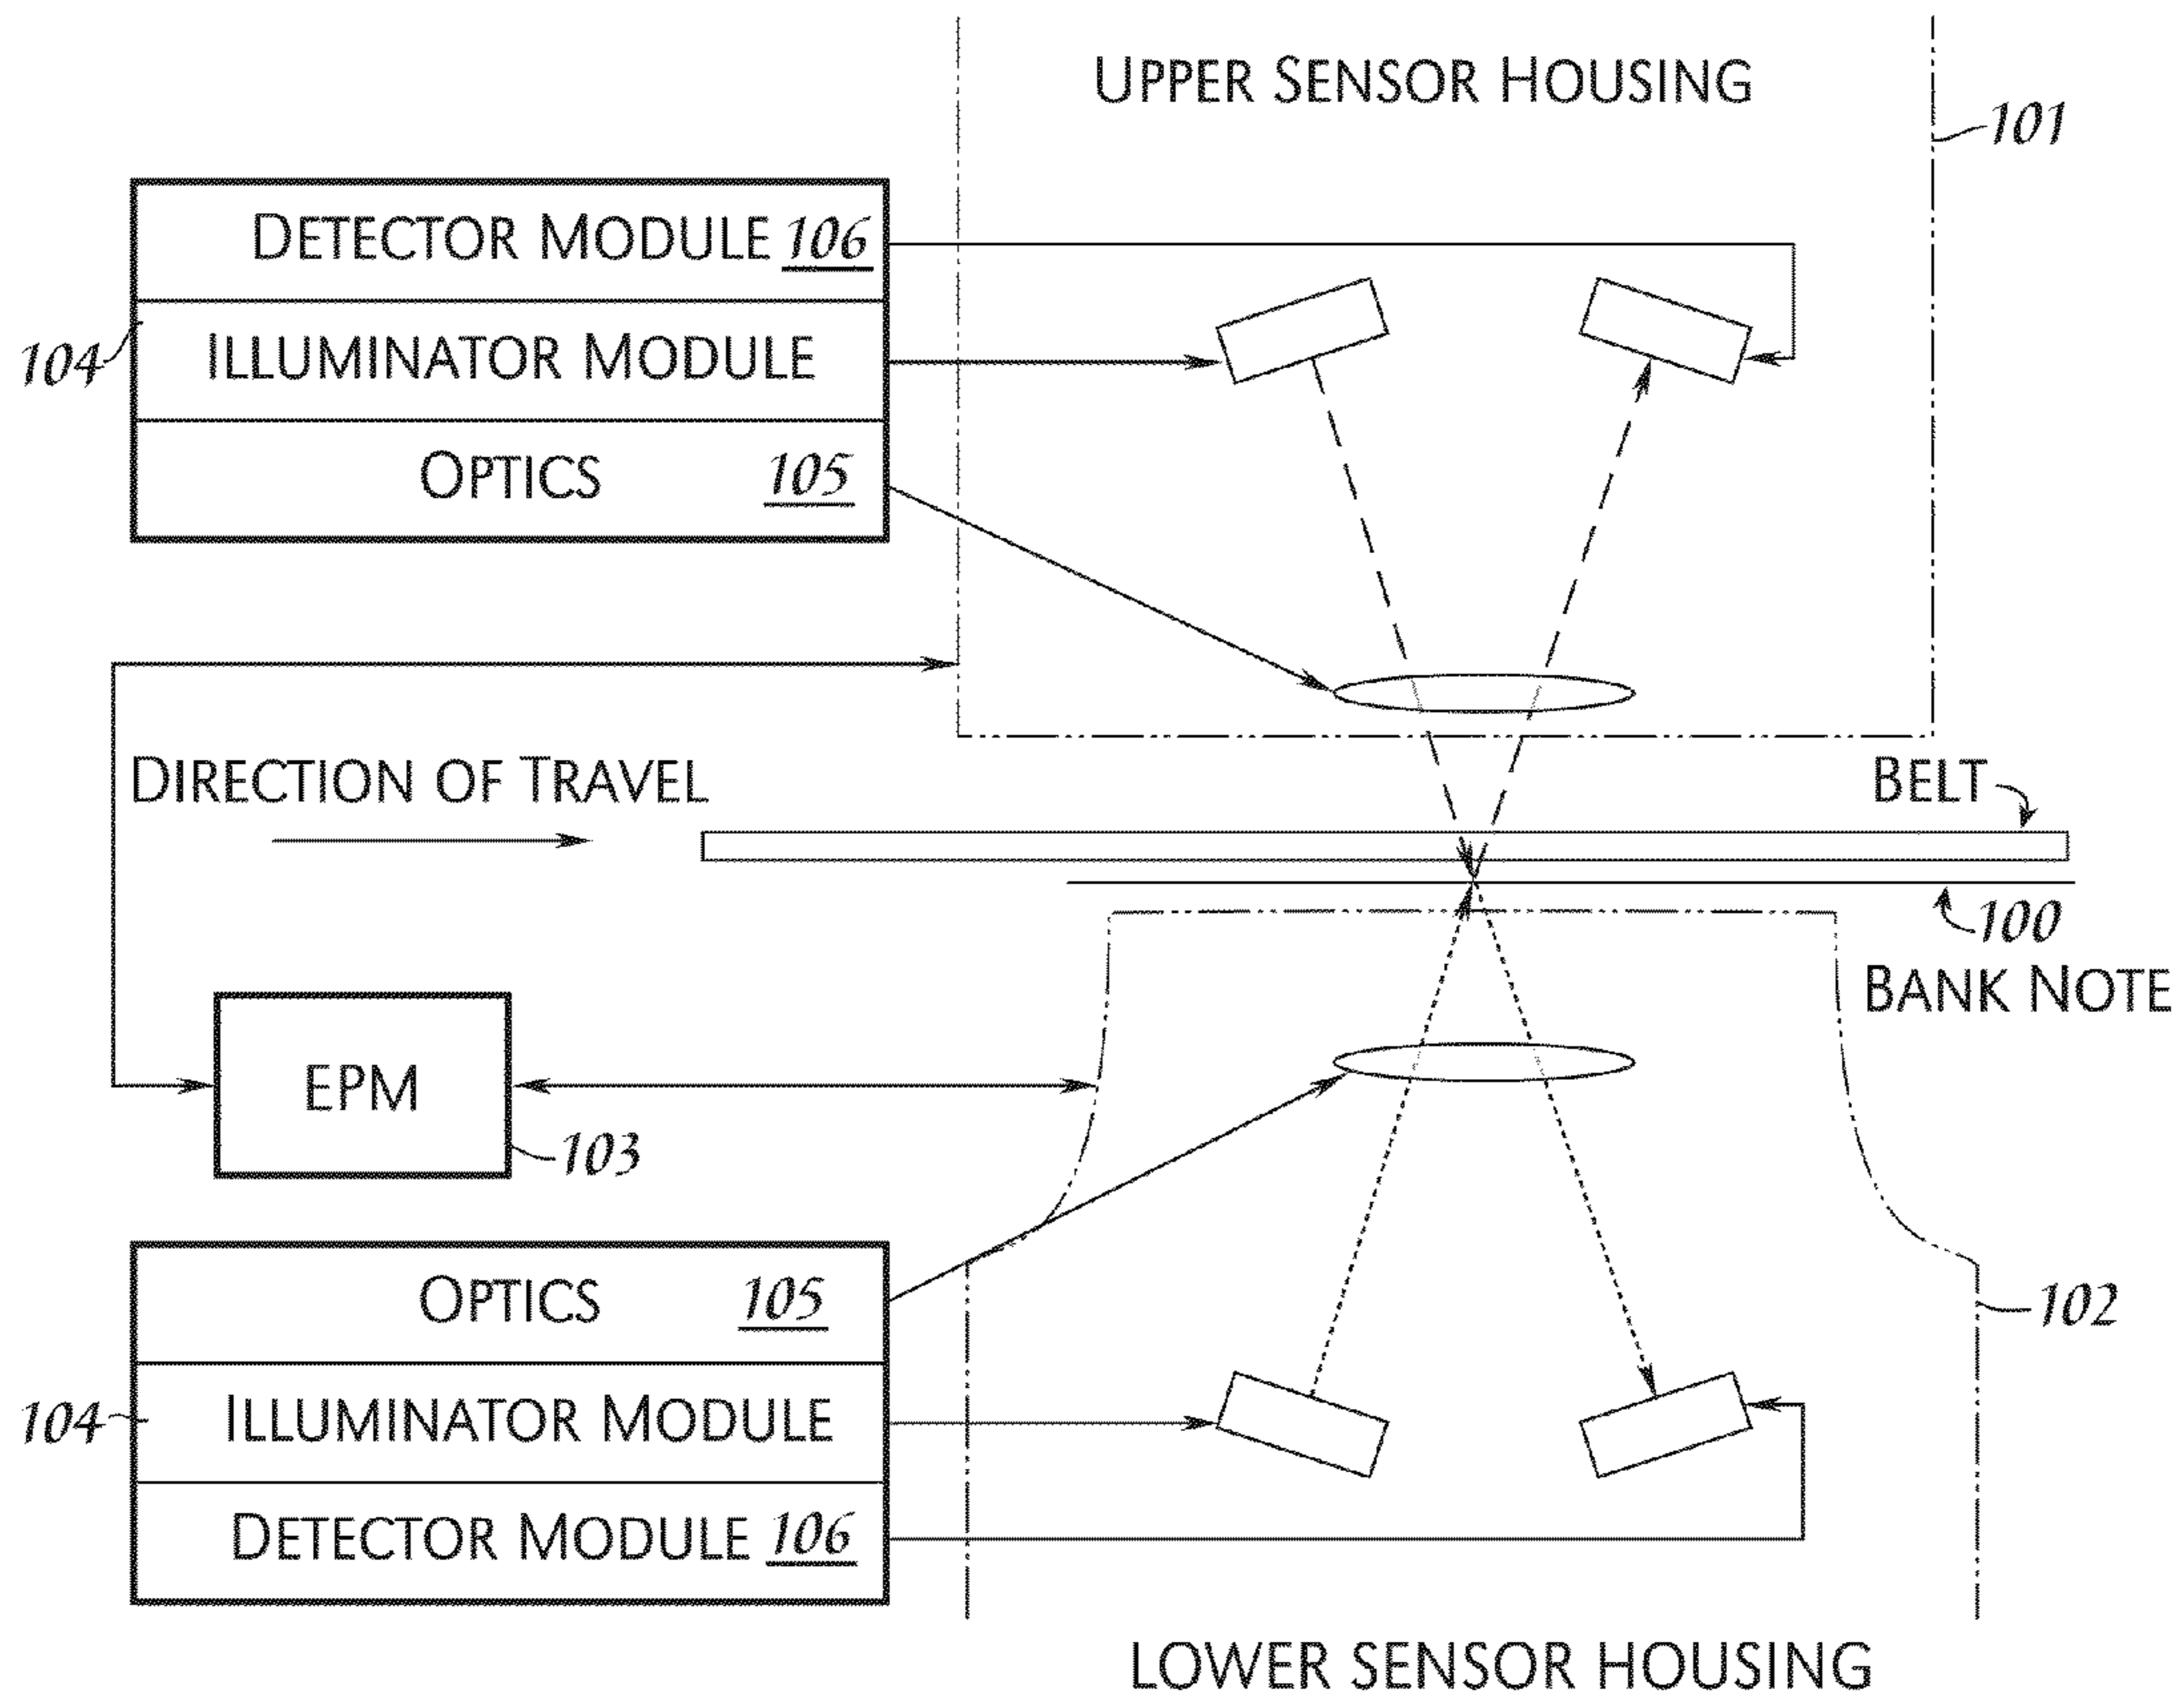 UPPER SENSOR HOUSING
101
DETECTOR MODULE 106
104
ILLUMINATOR MODULE
OPTICS 105
DIRECTION OF TRAVEL
BELT
100
BANK NOTE
EPM
103
OPTICS 105
102
104
ILLUMINATOR MODULE
DETECTOR MODULE 106
LOWER SENSOR HOUSING